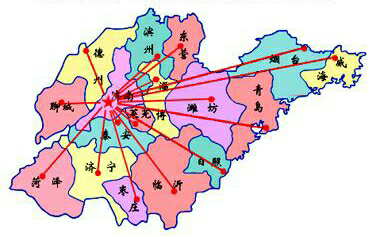 滨州
东营
德州
烟台
威海
淄博
济南
聊城
潍坊
青岛
莱芜
泰安
日照
济宁
菏泽
枣庄
临沂